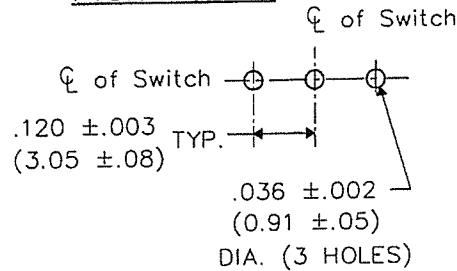 ℄ of Switch
℄ of Switch
.120 ±.003 TYP.
(3.05 ±.08)
.036 ±.002
(0.91 ±.05)
DIA. (3 HOLES)